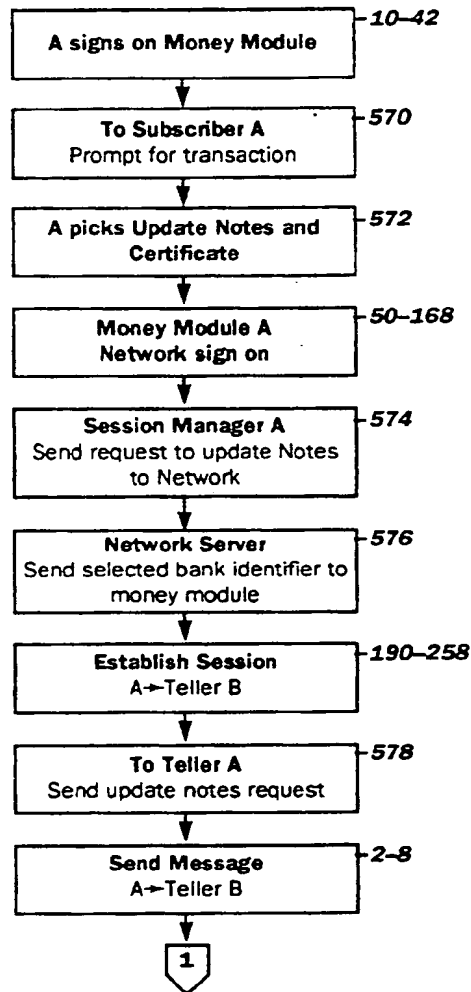 A signs on Money Module
10–42
To Subscriber A
Prompt for transaction
570
A picks Update Notes and
Certificate
572
Money Module A
Network sign on
50–168
Session Manager A
Send request to update Notes
to Network
574
Network Server
Send selected bank identifier to
money module
576
Establish Session
A→Teller B
190–258
To Teller A
Send update notes request
578
Send Message
A→Teller B
2–8
1